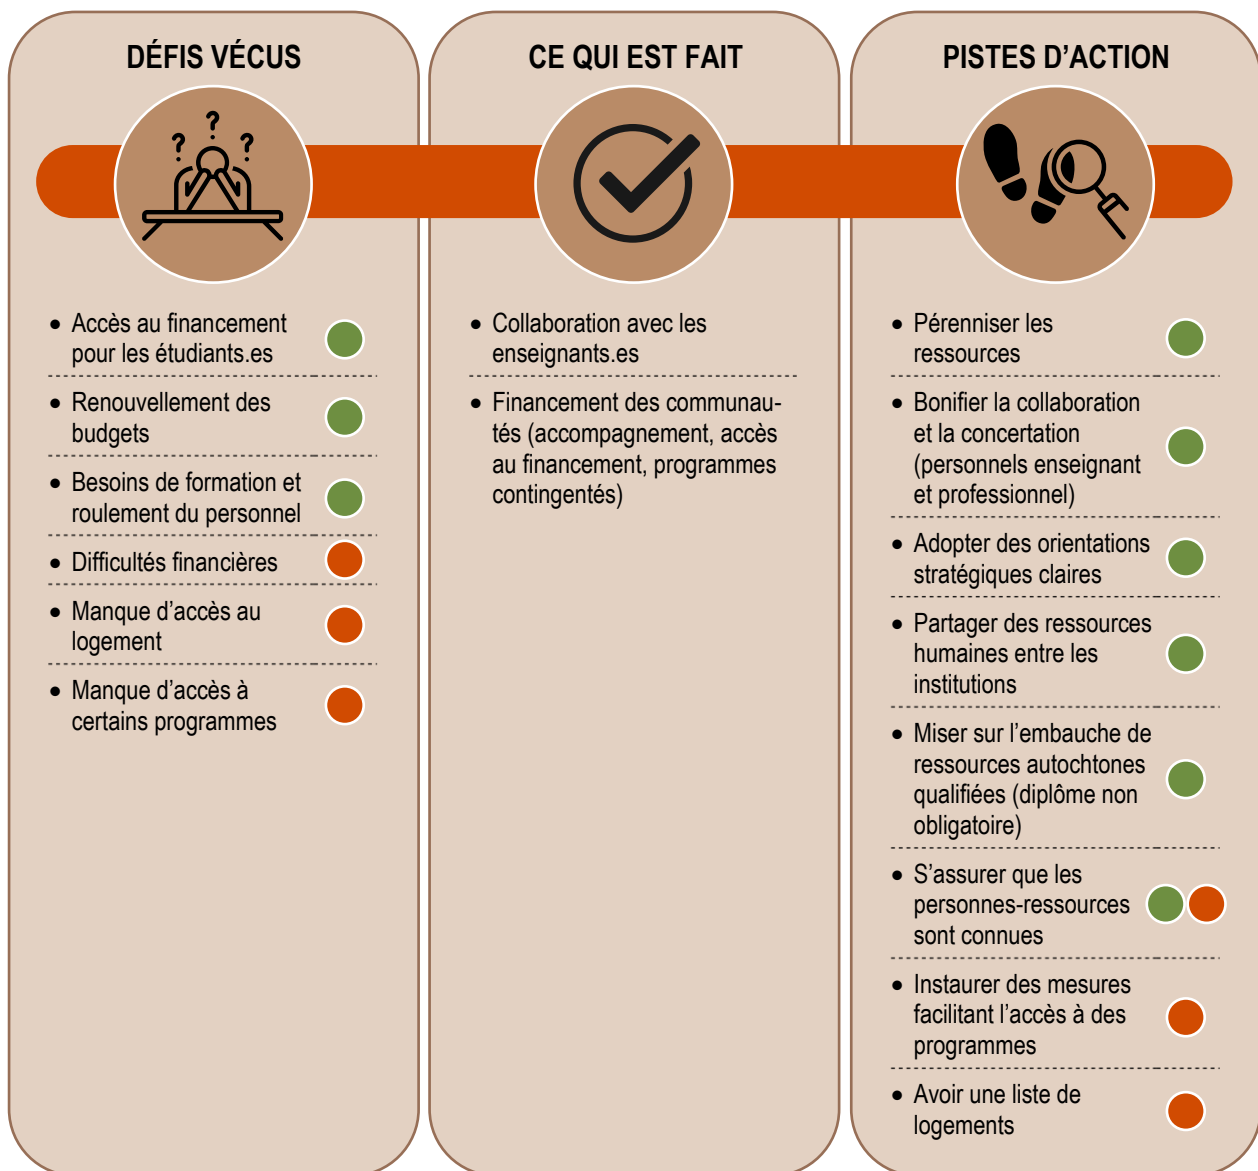 DÉFIS VÉCUS
? ? ?
• Accès au financement
pour les étudiants.es
• Renouvellement des
budgets
• Besoins de formation et
roulement du personnel
• Difficultés financières
• Manque d’accès au
logement
• Manque d’accès à
certains programmes
CE QUI EST FAIT
• Collaboration avec les
enseignants.es
• Financement des communau-
tés (accompagnement, accès
au financement, programmes
contingentés)
PISTES D’ACTION
• Pérenniser les
ressources
• Bonifier la collaboration
et la concertation
(personnels enseignant
et professionnel)
• Adopter des orientations
stratégiques claires
• Partager des ressources
humaines entre les
institutions
• Miser sur l’embauche de
ressources autochtones
qualifiées (diplôme non
obligatoire)
• S’assurer que les
personnes-ressources
sont connues
• Instaurer des mesures
facilitant l’accès à des
programmes
• Avoir une liste de
logements